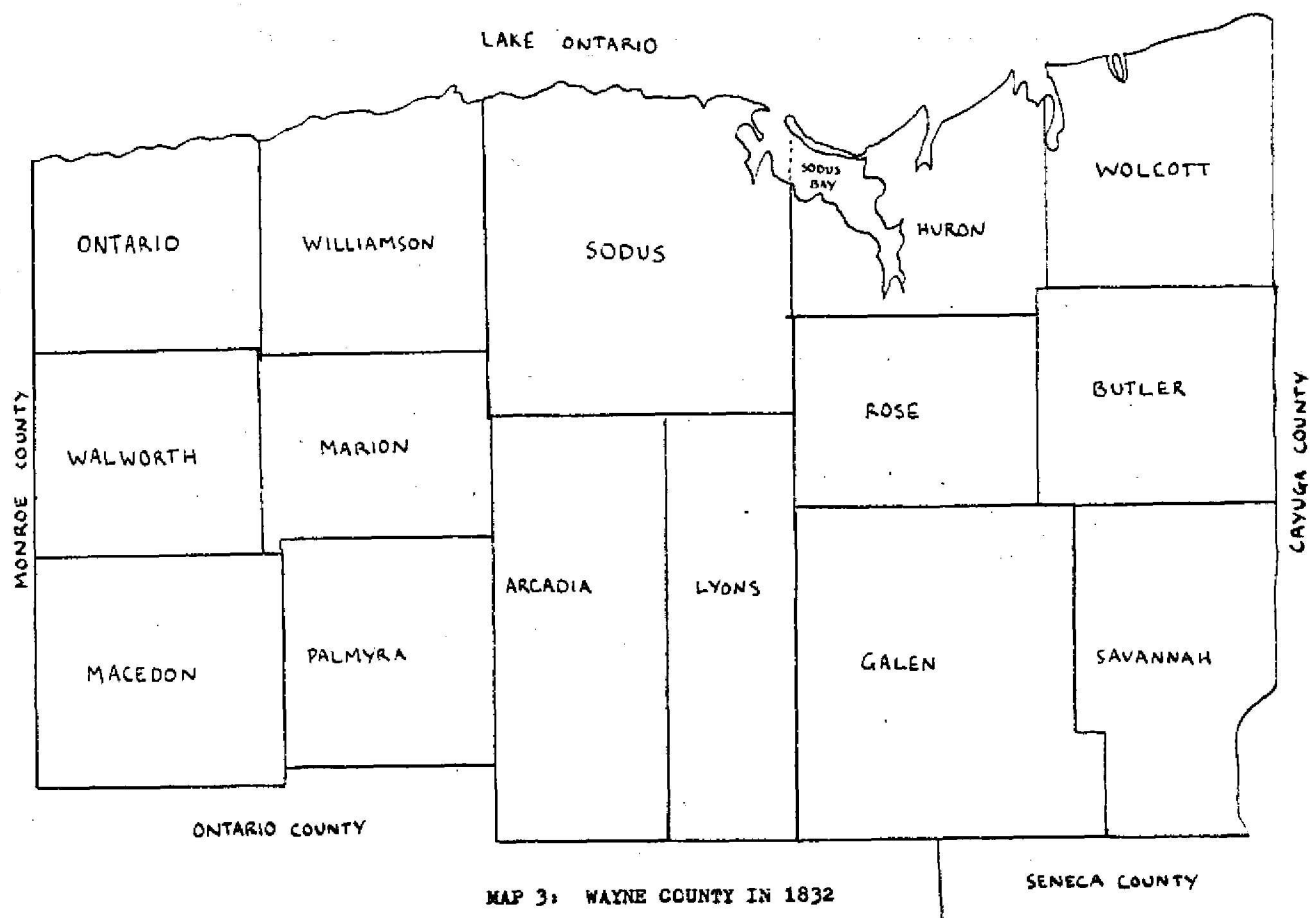 LAKE ONTARIO
WOLCOTT
SODUS
BAY
ONTARIO
WILLIAMSON
SODUS
HURON
BUTLER
ROSE
MONROE COUNTY
WALWORTH
MARION
CAYUGA COUNTY
ARCADIA
LYONS
MACEDON
PALMYRA
GALEN
SAVANNAH
ONTARIO COUNTY
SENECA COUNTY
MAP 3: WAYNE COUNTY IN 1832